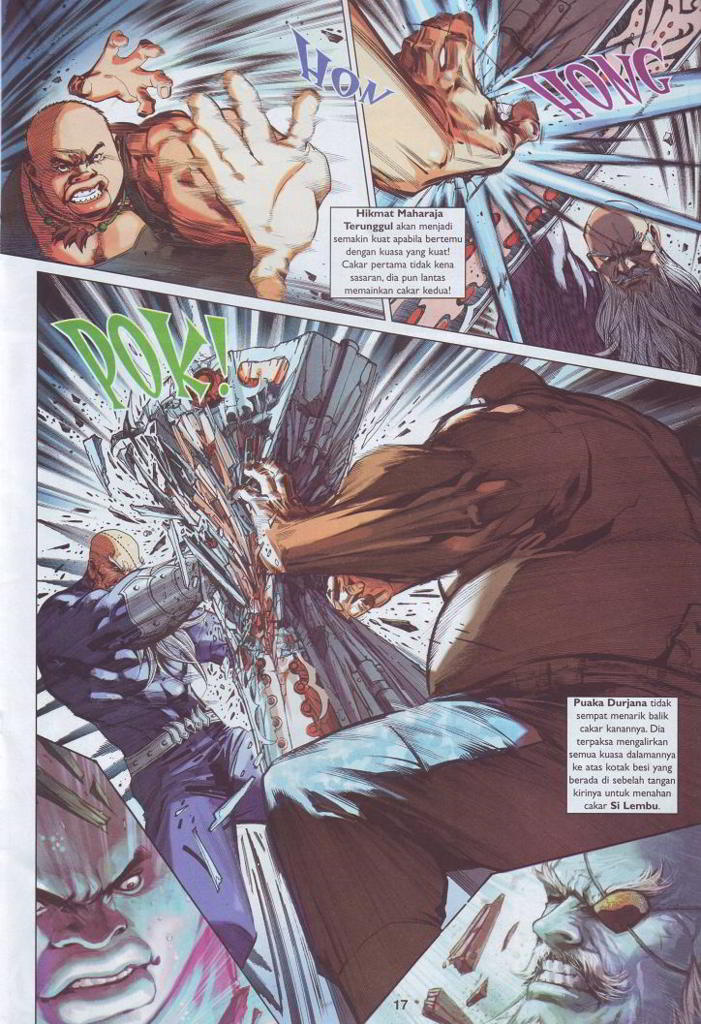 HON
HONG
Hikmat Maharaja
Terunggul akan menjadi
semakin kuat apabila bertemu
dengan kuasa yang kuat!
Cakar pertama tidak kena
sasaran, dia pun lantas
memainkan cakar kedua!
POK!
Puaka Durjana tidak
sempat menarik balik
cakar kanannya. Dia
terpaksa mengalirkan
semua kuasa dalamannya
ke atas kotak besi yang
berada di sebelah tangan
kirinya untuk menahan
cakar Si Lembu.
17